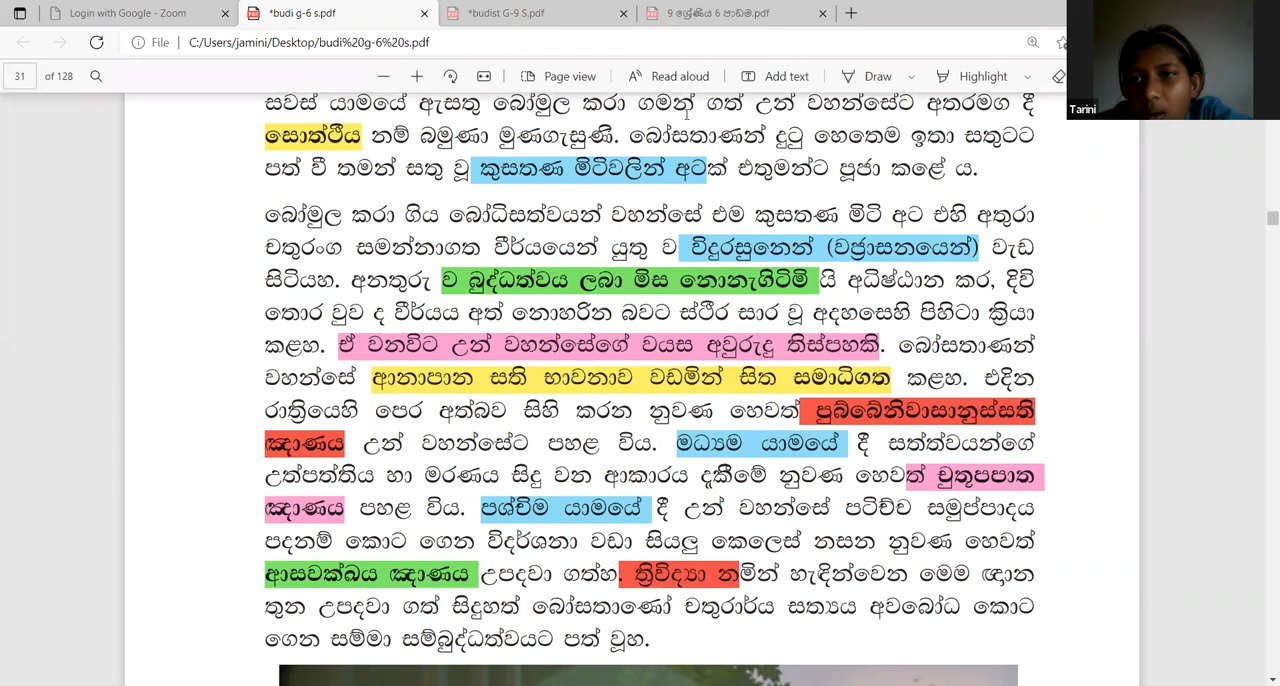 Login with Google - Zoom
*budi g-6 s.pdf
*budist G-9 S.pdf
9 ශ්‍රේණිය 6 පාඩම.pdf
File C:/Users/jamini/Desktop/budi%20g-6%20s.pdf
31 of 128 Page view Read aloud Add text Draw Highlight
Tarini
සවස් යාමයේ ඇසතු බෝමුල කරා ගමන් ගත් උන් වහන්සේට අතරමග දී
සොත්ථිය නම් බමුණා මුණගැසුණි. බෝසතාණන් දුටු හෙතෙම ඉතා සතුටට
පත් වී තමන් සතු වූ කුසතණ මිටිවලින් අටක් එතුමන්ට පූජා කළේ ය.
බෝමුල කරා ගිය බෝධිසත්වයන් වහන්සේ එම කුසතණ මිටි අට එහි අතුරා
චතුරංග සමන්නාගත වීර්යයෙන් යුතු ව විදුරසුනෙන් (වජ්‍රාසනයෙන්) වැඩ
සිටියහ. අනතුරු ව බුද්ධත්වය ලබා මිස නොනැගිටිමි යි අධිෂ්ඨාන කර, දිවි
තොර වුව ද වීර්යය අත් නොහරින බවට ස්ථිර සාර වූ අදහසෙහි පිහිටා ක්‍රියා
කළහ. ඒ වනවිට උන් වහන්සේගේ වයස අවුරුදු තිස්පහකි. බෝසතාණන්
වහන්සේ ආනාපාන සති භාවනාව වඩමින් සිත සමාධිගත කළහ. එදින
රාත්‍රියෙහි පෙර අත්බව සිහි කරන නුවණ හෙවත් පුබ්බේනිවාසානුස්සති
ඤාණය උන් වහන්සේට පහළ විය. මධ්‍යම යාමයේ දී සත්ත්වයන්ගේ
උත්පත්තිය හා මරණය සිදු වන ආකාරය දැකීමේ නුවණ හෙවත් චුතූපපාත
ඤාණය පහළ විය. පශ්චිම යාමයේ දී උන් වහන්සේ පටිච්ච සමුප්පාදය
පදනම් කොට ගෙන විදර්ශනා වඩා සියලු කෙලෙස් නසන නුවණ හෙවත්
ආසවක්ඛය ඤාණය උපදවා ගත්හ. ත්‍රිවිද්‍යා නමින් හැඳින්වෙන මෙම ඥාන
තුන උපදවා ගත් සිදුහත් බෝසතාණෝ චතුරාර්ය සත්‍යය අවබෝධ කොට
ගෙන සම්මා සම්බුද්ධත්වයට පත් වූහ.